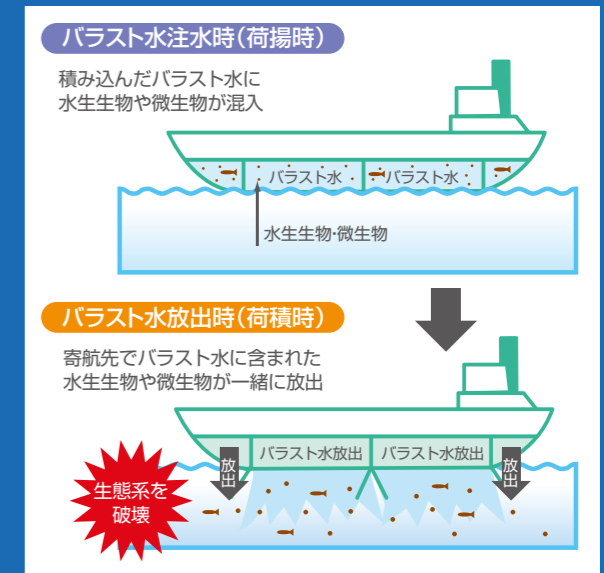 バラスト水注水時(荷揚時)
積み込んだバラスト水に
水生生物や微生物が混入
バラスト水
バラスト水
水生生物・微生物
バラスト水放出時(荷積時)
寄航先でバラスト水に含まれた
水生生物や微生物が一緒に放出
バラスト水放出
バラスト水放出
放出
放出
生態系を
破壊